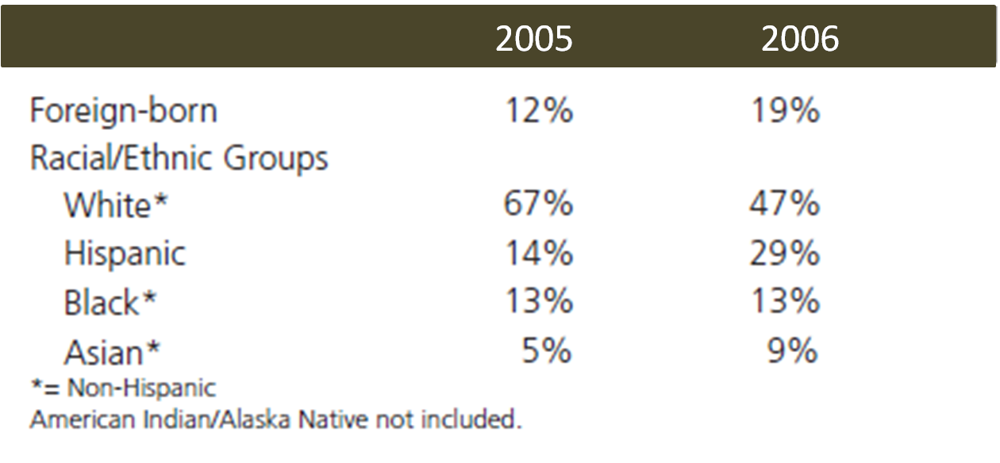 2005 2006
Foreign-born 12% 19%
Racial/Ethnic Groups
White* 67% 47%
Hispanic 14% 29%
Black* 13% 13%
Asian* 5% 9%
*= Non-Hispanic
American Indian/Alaska Native not included.